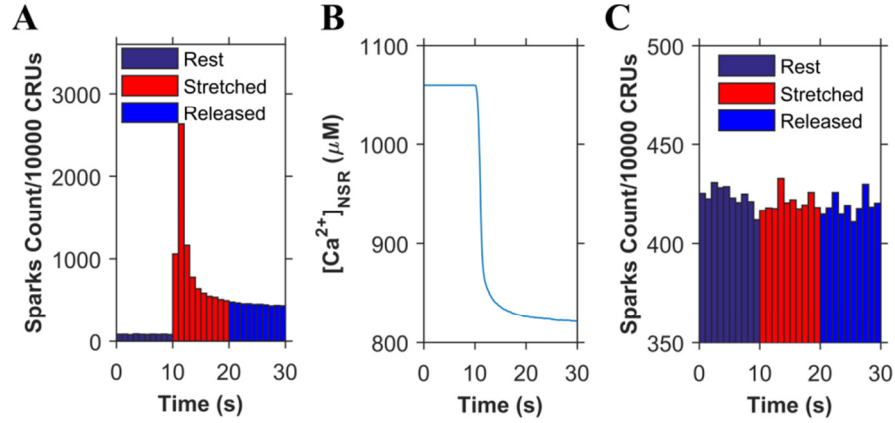 A
Sparks Count/10000 CRUs
3000
2000
1000
0
Rest
Stretched
Released
0 10 20 30
Time (s)
B
[Ca²⁺]NSR (μM)
1100
1000
900
800
0 10 20 30
Time (s)
C
Sparks Count/10000 CRUs
500
450
400
350
Rest
Stretched
Released
0 10 20 30
Time (s)